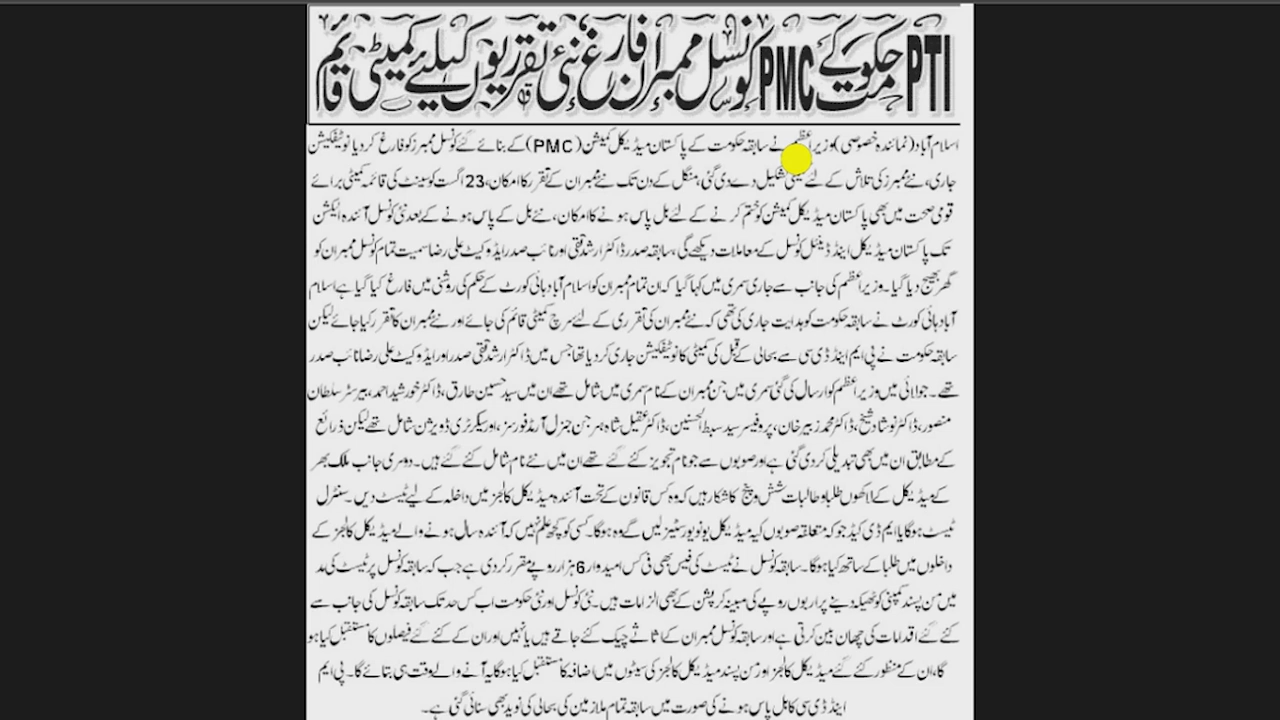 PTI حکومت کے PMC کونسل ممبران فارغ نئی تقرریوں کیلئے کمیٹی قائم
اسلام آباد (نمائندہ خصوصی) وزیر اعظم نے سابقہ حکومت کے پاکستان میڈیکل کمیشن (PMC) کے بنائے گئے کونسل ممبرز کو فارغ کر دیا نوٹیفکیشن
جاری، نئے ممبرز کی تلاش کے لئے تشکیل دے دی گئی، منگل کے دن تک نئے ممبران کے تقرر کا امکان، 23 اگست کو سینٹ کی قائمہ کمیٹی برائے
قومی صحت میں بھی پاکستان میڈیکل کمیشن کو ختم کرنے کے لئے بل پاس ہونے کا امکان، نئے بل کے پاس ہونے کے بعد نئی کونسل آئندہ الیکشن
تک پاکستان میڈیکل اینڈ ڈینٹل کونسل کے معاملات دیکھے گی، سابقہ صدر ڈاکٹر ارشد تقی اور نائب صدر ایڈووکیٹ علی رضا سمیت تمام کونسل ممبران کو
گھر بھیج دیا گیا۔ وزیر اعظم کی جانب سے جاری سمری میں کہا گیا کہ ان تمام ممبران کو اسلام آباد ہائی کورٹ کے حکم کی روشنی میں فارغ کیا گیا ہے اسلام
آباد ہائی کورٹ نے سابقہ حکومت کو ہدایت جاری کی تھی کہ نئے ممبران کی تقرری کے لئے سرچ کمیٹی قائم کی جائے اور نئے ممبران کا تقرر کیا جائے لیکن
سابقہ حکومت نے پی ایم اینڈ ڈی سی سے بحالی کے قبل کی کمیٹی کا نوٹیفکیشن جاری کر دیا تھا جس میں ڈاکٹر ارشد تقی صدر اور ایڈووکیٹ علی رضا نائب صدر
تھے۔ جولائی میں وزیر اعظم کو ارسال کی گئی سمری میں جن ممبران کے نام سمری میں شامل تھے ان میں سید حسین طارق، ڈاکٹر خورشید احمد، بیرسٹر سلطان
منصور، ڈاکٹر نوشاد شیخ، ڈاکٹر محمد زبیر خان، پروفیسر سید سبط الحسنین، ڈاکٹر عقیل شاہ، سرجن جنرل آرمڈ فورسز، اور سیکرٹری ڈویژن شامل تھے لیکن ذرائع
کے مطابق ان میں بھی تبدیلی کر دی گئی ہے اور صوبوں سے جو نام تجویز کئے گئے تھے ان میں نئے نام شامل کئے گئے ہیں۔ دوسری جانب ملک بھر
کے میڈیکل کے لاکھوں طلبا و طالبات شش و پنج کا شکار ہیں کہ وہ کس قانون کے تحت آئندہ میڈیکل کالجز میں داخلہ کے لیے ٹیسٹ دیں۔ سنٹرل
ٹیسٹ ہوگا یا ایم ڈی کیڈ جو کہ متعلقہ صوبوں کی میڈیکل یونیورسٹیز لیں گے وہ ہوگا۔ کسی کو کچھ علم نہیں کہ آئندہ سال ہونے والے میڈیکل کالجز کے
داخلوں میں طلبا کے ساتھ کیا ہوگا۔ سابقہ کونسل نے ٹیسٹ کی فیس بھی فی کس امیدوار 6 ہزار روپے مقرر کر دی ہے جب کہ سابقہ کونسل پر ٹیسٹ کی مد
میں من پسند کمپنی کو ٹھیکہ دینے پر اربوں روپے کی مبینہ کرپشن کے بھی الزامات ہیں۔ نئی کونسل اور نئی حکومت اب کس حد تک سابقہ کونسل کی جانب سے
کئے گئے اقدامات کی چھان بین کرتی ہے اور سابقہ کونسل ممبران کے اثاثے چیک کئے جاتے ہیں یا نہیں اور ان کے کئے گئے فیصلوں کا مستقبل کیا ہو
گا، ان کے منظور کئے گئے میڈیکل کالجز اور من پسند میڈیکل کالجز کی سیٹوں میں اضافہ کا مستقبل کیا ہوگا یہ آنے والے وقت ہی بتائے گا۔ پی ایم
اینڈ ڈی سی کا بل پاس ہونے کی صورت میں سابقہ تمام ملازمین کی بحالی کی نوید بھی سنائی گئی ہے۔